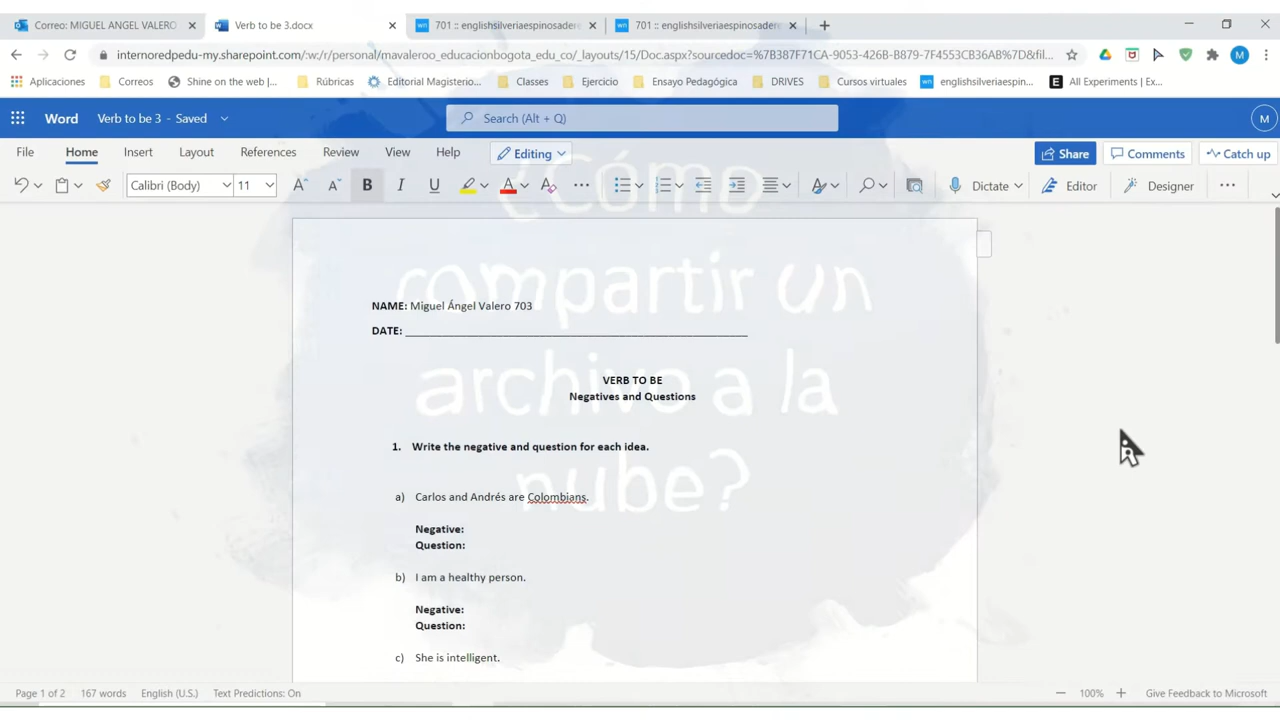 Correo: MIGUEL ANGEL VALERO
Verb to be 3.docx
701 :: englishsilveriaespinosadere
701 :: englishsilveriaespinosadere
internoredpedu-my.sharepoint.com/:w:/r/personal/mavaleroo_educacionbogota_edu_co/_layouts/15/Doc.aspx?sourcedoc=%7B387F71CA-9053-426B-B879-7F4553CB36AB%7D&fil...
M
Aplicaciones Correos Shine on the web |... Rúbricas Editorial Magisterio... Classes Ejercicio Ensayo Pedagógica DRIVES Cursos virtuales englishsilveriaespin... All Experiments | Ex...
Word Verb to be 3 - Saved Search (Alt + Q) M
File Home Insert Layout References Review View Help Editing Share Comments Catch up
Calibri (Body) 11 Dictate Editor Designer
¿Cómo
compartir un
archivo a la
nube?
NAME: Miguel Ángel Valero 703
DATE:
VERB TO BE
Negatives and Questions
1. Write the negative and question for each idea.
a) Carlos and Andrés are Colombians.
Negative:
Question:
b) I am a healthy person.
Negative:
Question:
c) She is intelligent.
Page 1 of 2 167 words English (U.S.) Text Predictions: On 100% Give Feedback to Microsoft